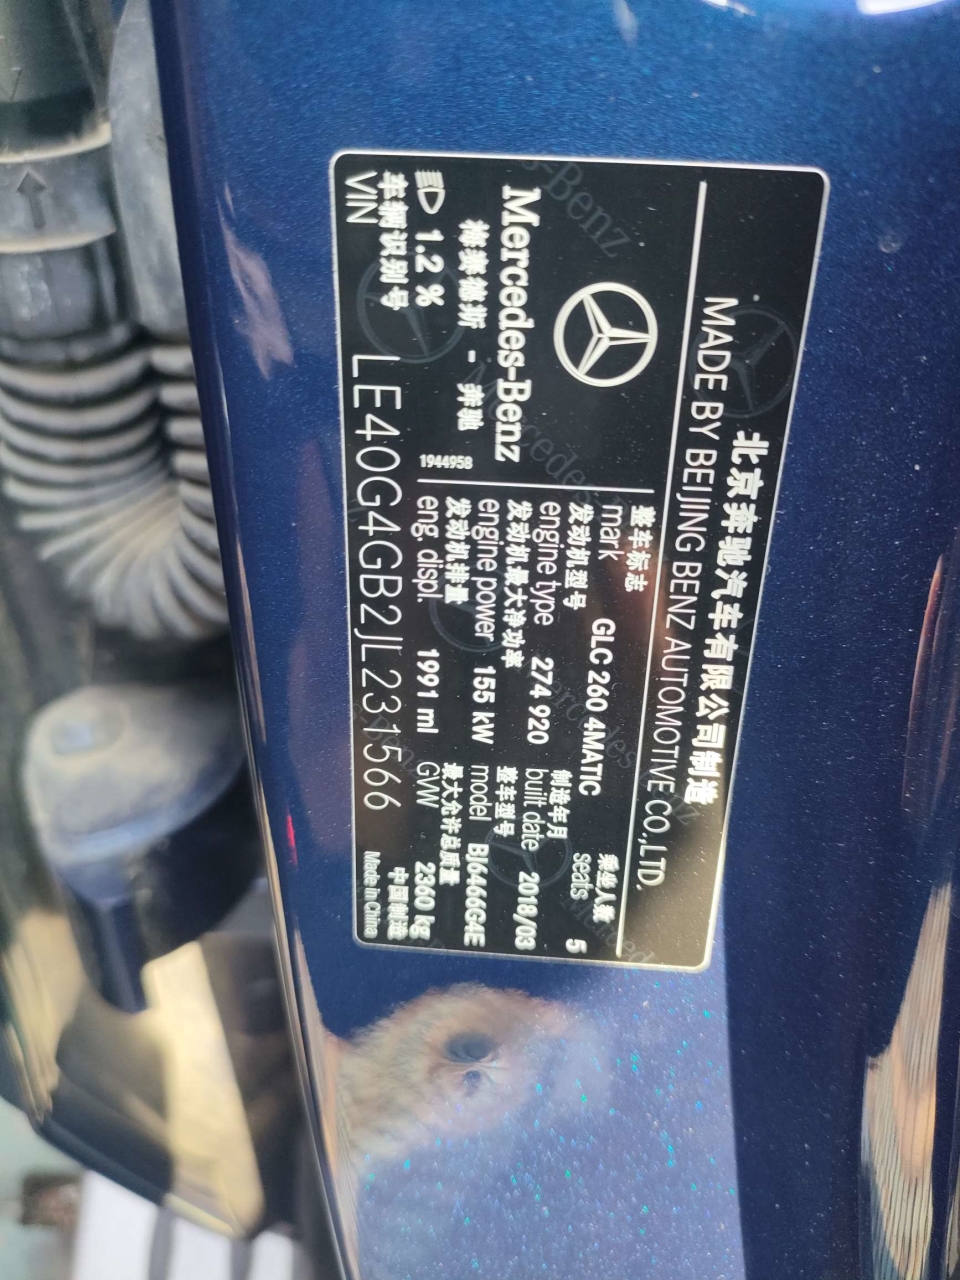 北京奔驰汽车有限公司制造
MADE BY BEIJING BENZ AUTOMOTIVE CO.,LTD.
Mercedes-Benz
梅赛德斯 - 奔驰
1.2 %
1944958
整车标志
mark GLC 260 4MATIC
乘坐人数
seats 5
发动机型号
engine type 274 920
制造年月
built date 2018/03
发动机最大净功率
engine power 155 kW
整车型号
model BJ6466G4E
发动机排量
eng. displ. 1991 ml
最大允许总质量
GVW 2360 kg
车辆识别号
VIN LE40G4GB2JL231566
中国制造
Made in China